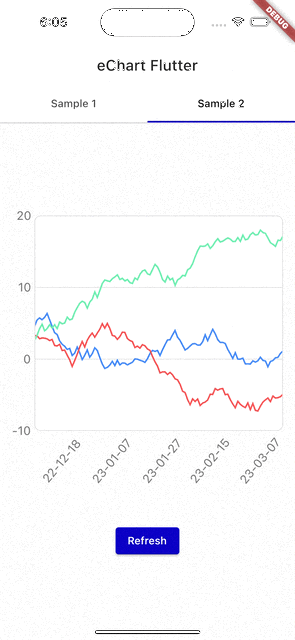 6:05
DEBUG
eChart Flutter
Sample 1
Sample 2
20
10
0
-10
22-12-18
23-01-07
23-01-27
23-02-15
23-03-07
Refresh